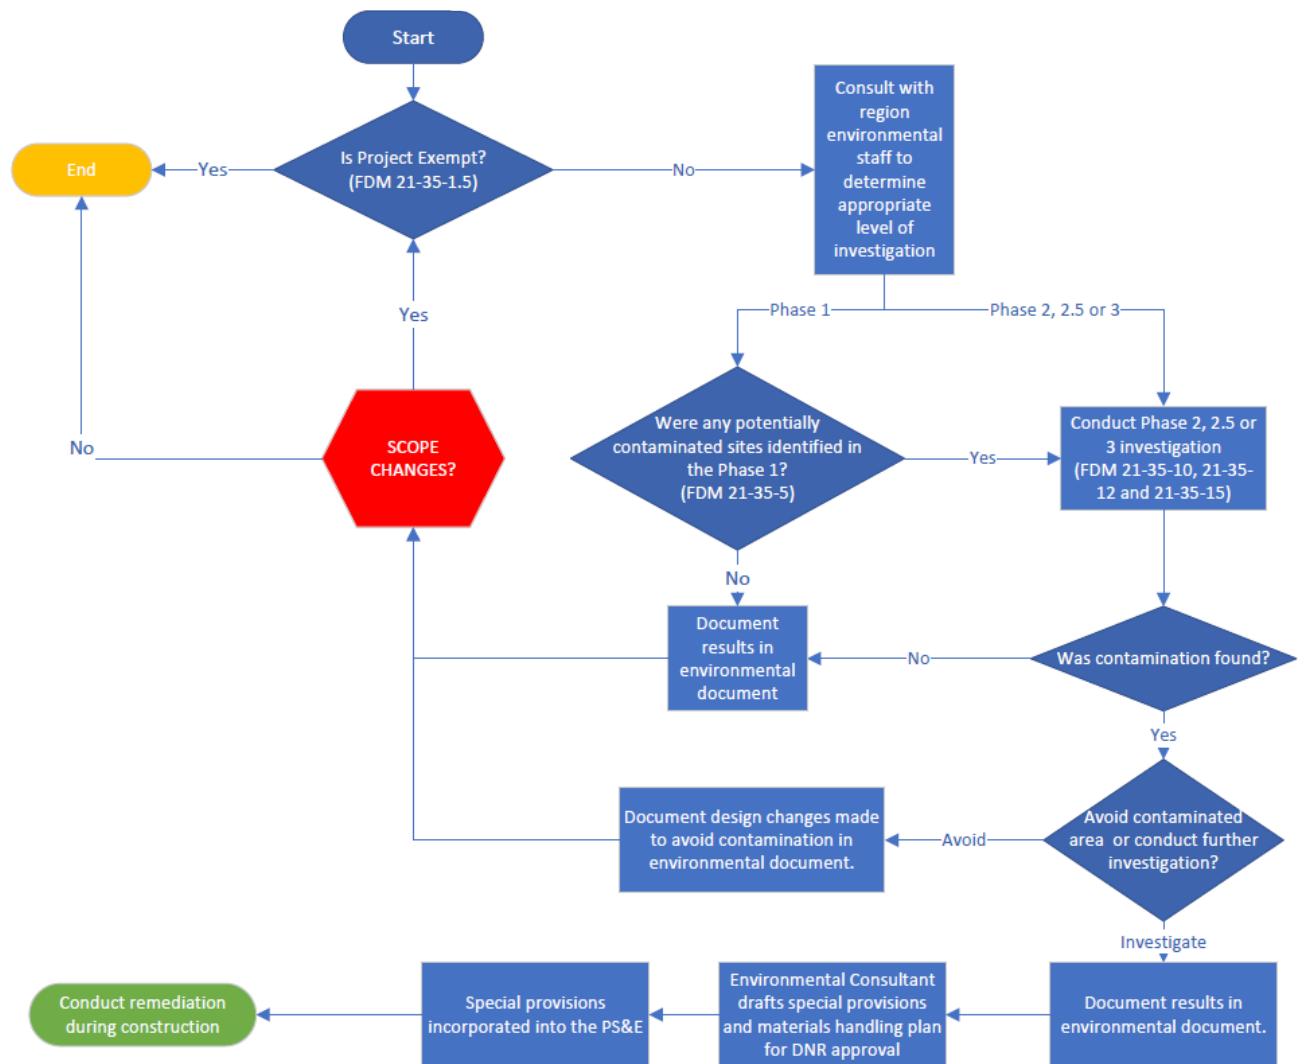 Start
Is Project Exempt?
(FDM 21-35-1.5)
Yes
End
No
Consult with
region
environmental
staff to
determine
appropriate
level of
investigation
Phase 1
Phase 2, 2.5 or 3
Yes
SCOPE
CHANGES?
No
Were any potentially
contaminated sites identified in
the Phase 1?
(FDM 21-35-5)
Yes
Conduct Phase 2, 2.5 or
3 investigation
(FDM 21-35-10, 21-35-
12 and 21-35-15)
No
Document
results in
environmental
document
No
Was contamination found?
Yes
Document design changes made
to avoid contamination in
environmental document.
Avoid
Avoid contaminated
area or conduct further
investigation?
Investigate
Conduct remediation
during construction
Special provisions
incorporated into the PS&E
Environmental Consultant
drafts special provisions
and materials handling plan
for DNR approval
Document results in
environmental document.